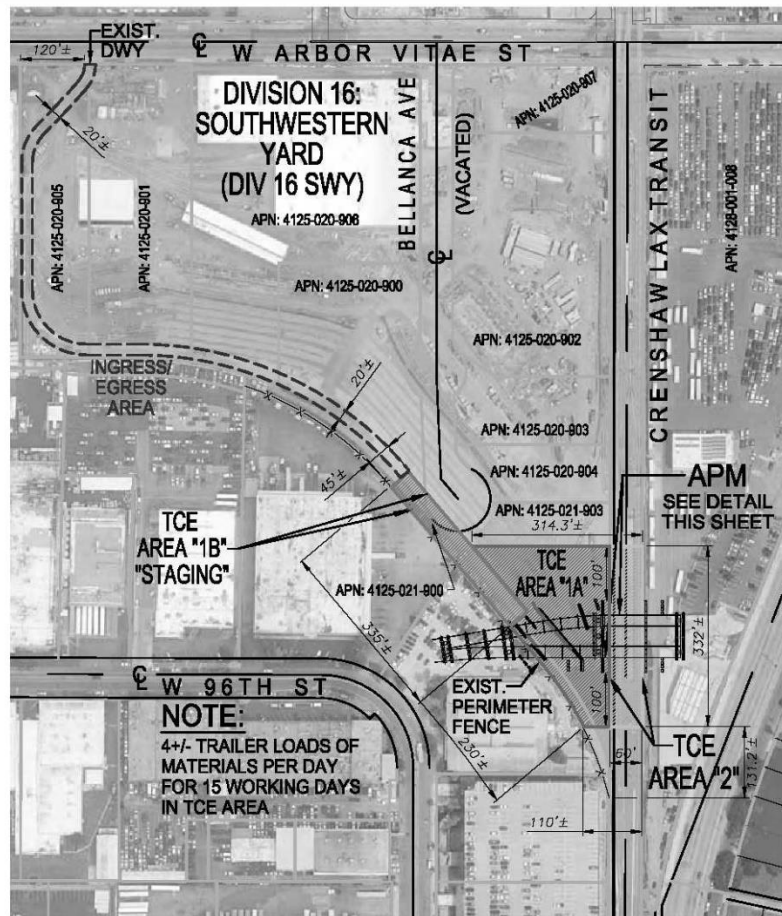 EXIST.
DWY
120'±
℄ W ARBOR VITAE ST
20'±
DIVISION 16:
SOUTHWESTERN
YARD
(DIV 16 SWY)
BELLANCA AVE
(VACATED)
℄
APN: 4125-020-907
APN: 4125-020-905
APN: 4125-020-901
APN: 4125-020-906
APN: 4125-020-900
APN: 4125-020-902
APN: 4128-001-008
CRENSHAW LAX TRANSIT
INGRESS/
EGRESS
AREA
20'±
45'±
APN: 4125-020-903
APN: 4125-020-904
APN: 4125-021-903
314.3'±
APM
SEE DETAIL
THIS SHEET
TCE
AREA "1B"
"STAGING"
TCE
AREA "1A"
100'
APN: 4125-021-900
335'±
332'±
℄ W 96TH ST
EXIST.
PERIMETER
FENCE
100'
NOTE:
4+/- TRAILER LOADS OF
MATERIALS PER DAY
FOR 15 WORKING DAYS
IN TCE AREA
230'±
60'
TCE
AREA "2"
131.2'±
110'±